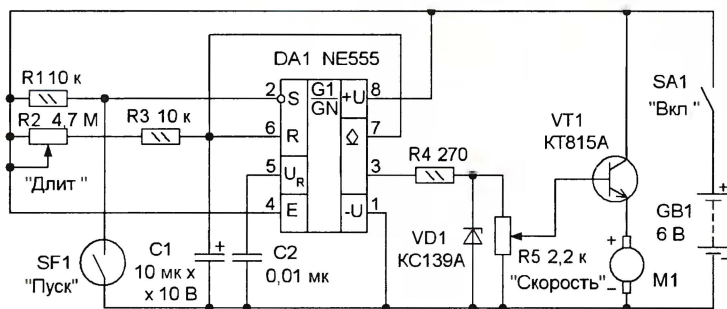 DA1 NE555
R1 10 к
R2 4,7 М
R3 10 к
"Длит"
2
6
5
4
S
R
UR
E
G1
GN
+U
◊
-U
8
7
3
1
R4 270
VD1
КС139А
R5 2,2 к
"Скорость"
VT1
КТ815А
SA1
"Вкл"
+
GB1
6 В
–
+
M1
–
SF1
"Пуск"
C1
+
10 мк х
х 10 В
C2
0,01 мк